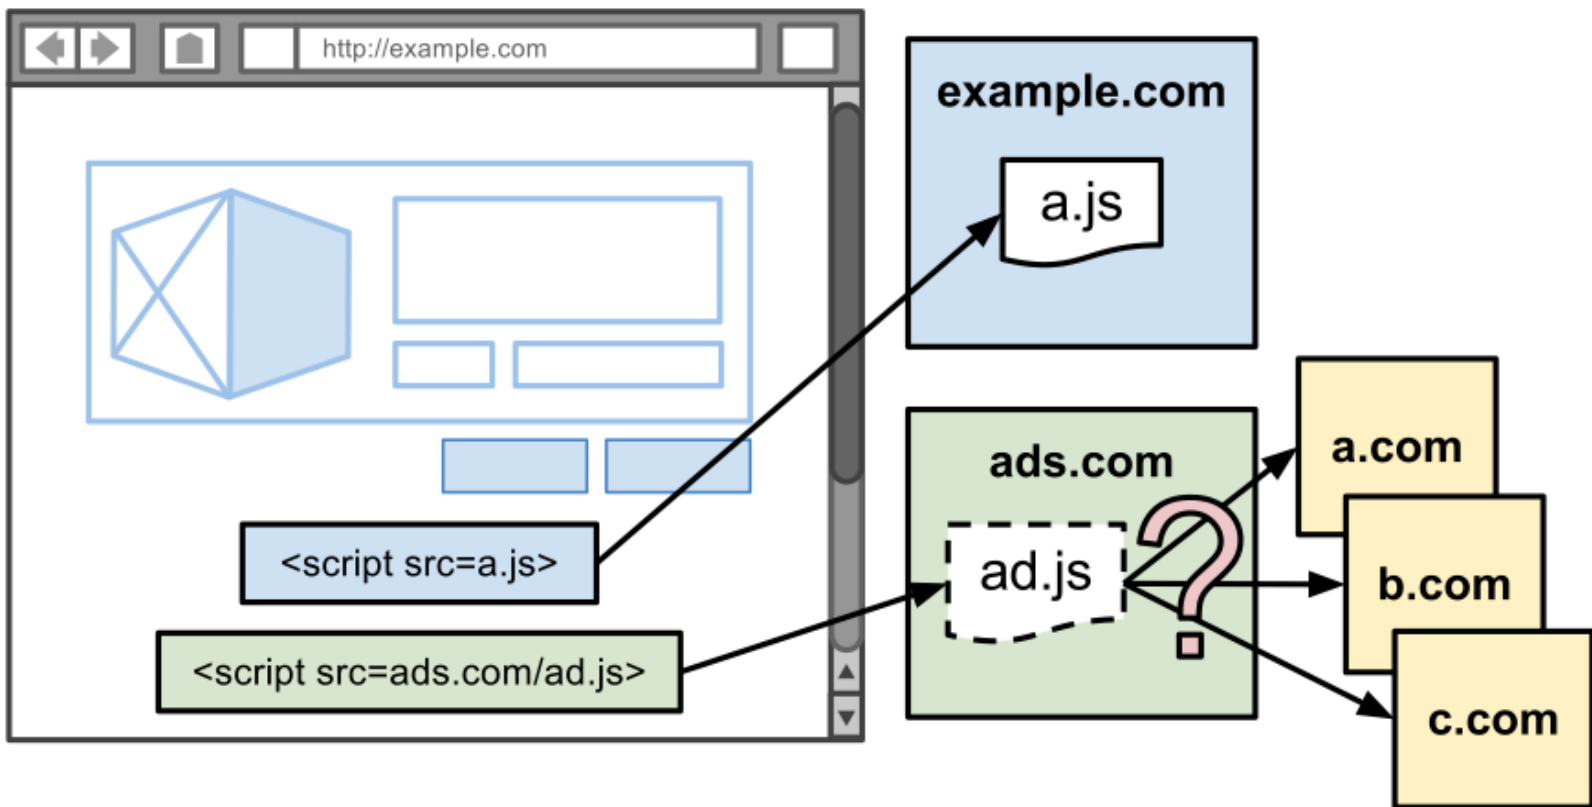 http://example.com
example.com
a.js
<script src=a.js>
<script src=ads.com/ad.js>
ads.com
ad.js
?
a.com
b.com
c.com